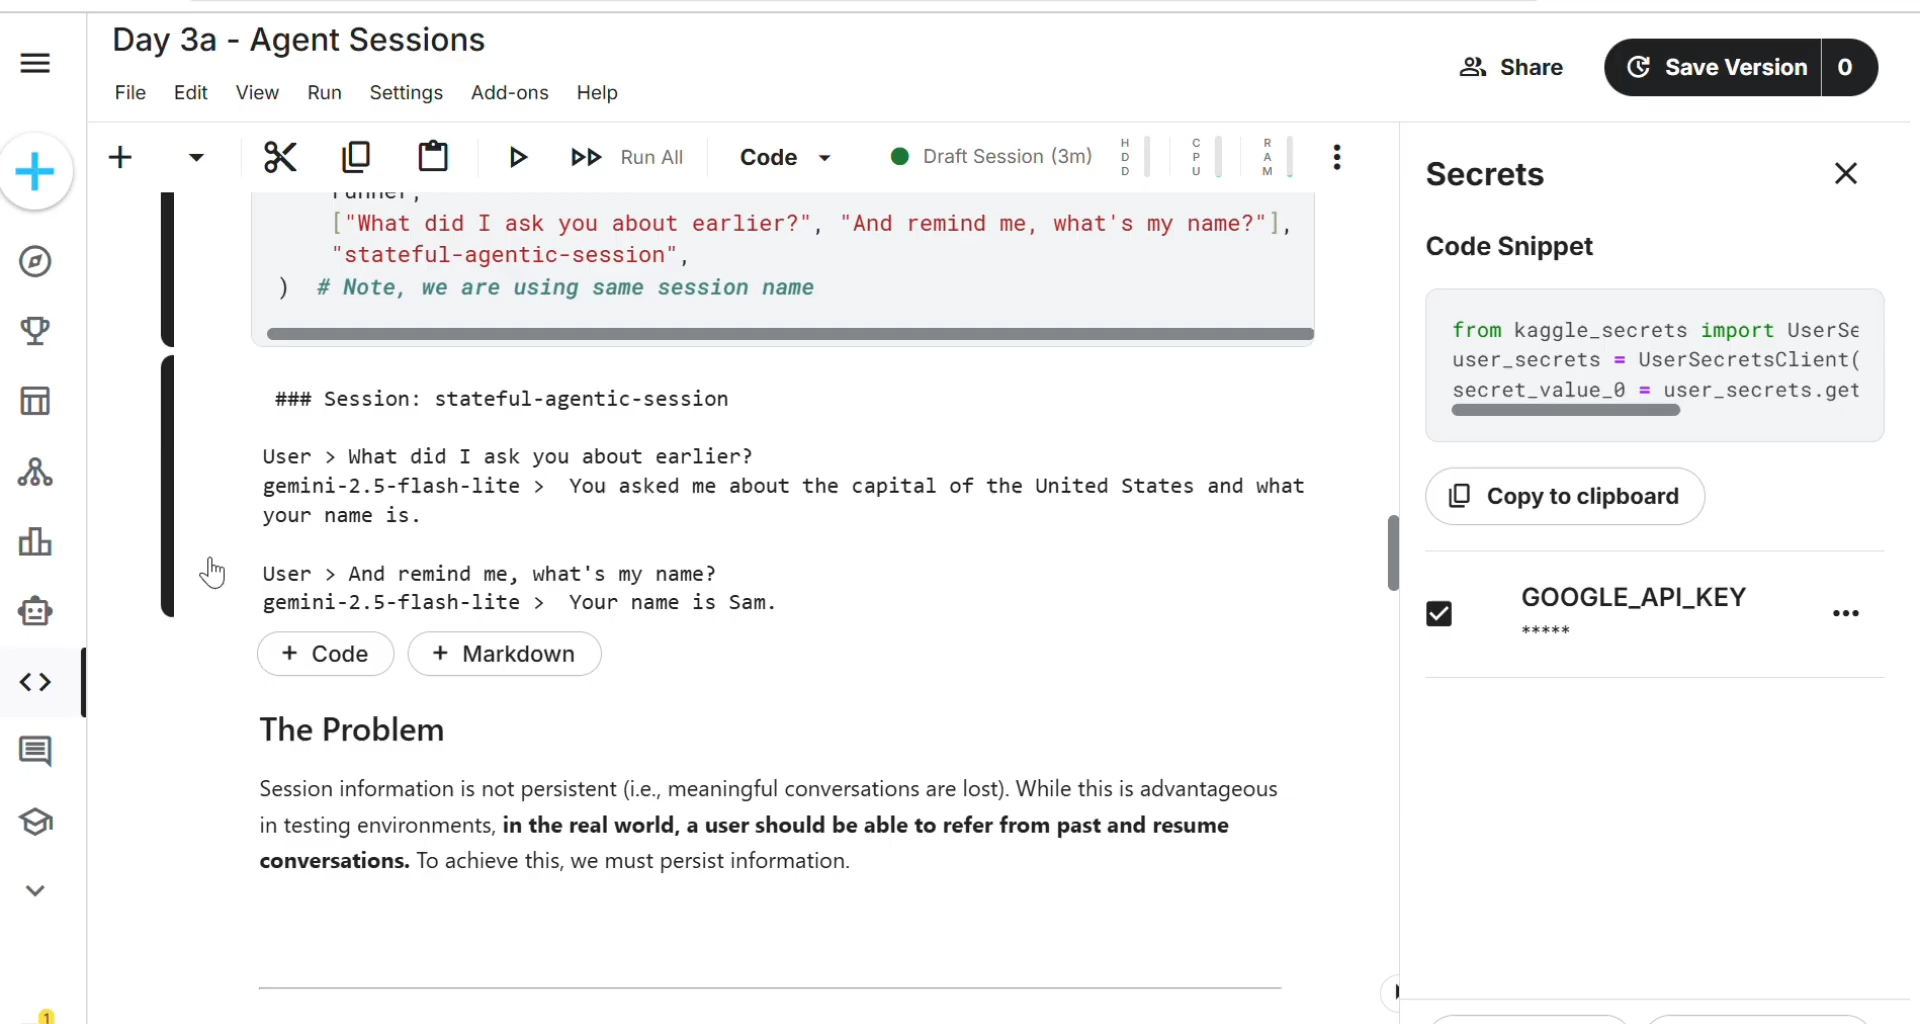 Day 3a - Agent Sessions
File Edit View Run Settings Add-ons Help
Share
Save Version 0
Run All
Code
Draft Session (3m)
HDD
CPU
RAM
["What did I ask you about earlier?", "And remind me, what's my name?"],
"stateful-agentic-session",
) # Note, we are using same session name
### Session: stateful-agentic-session
User > What did I ask you about earlier?
gemini-2.5-flash-lite > You asked me about the capital of the United States and what
your name is.
User > And remind me, what's my name?
gemini-2.5-flash-lite > Your name is Sam.
+ Code + Markdown
The Problem
Session information is not persistent (i.e., meaningful conversations are lost). While this is advantageous
in testing environments, in the real world, a user should be able to refer from past and resume
conversations. To achieve this, we must persist information.
Secrets
Code Snippet
from kaggle_secrets import UserSe
user_secrets = UserSecretsClient(
secret_value_0 = user_secrets.get
Copy to clipboard
GOOGLE_API_KEY
*****
1